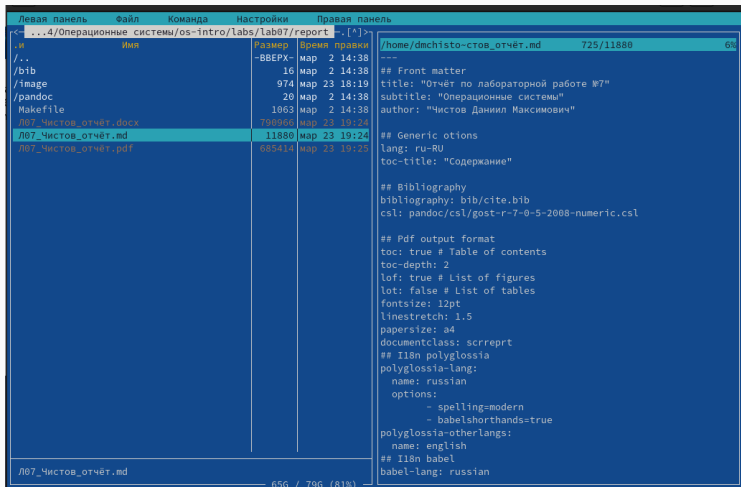 Левая панель Файл Команда Настройки Правая панель
<- ...4/Операционные системы/os-intro/labs/lab07/report -.[^]>
.и Имя Размер Время правки
/.. -ВВЕРХ- мар 2 14:38
/bib 16 мар 2 14:38
/image 974 мар 23 18:19
/pandoc 20 мар 2 14:38
Makefile 1063 мар 2 14:38
Л07_Чистов_отчёт.docx 790966 мар 23 19:24
Л07_Чистов_отчёт.md 11880 мар 23 19:24
Л07_Чистов_отчёт.pdf 685414 мар 23 19:25
Л07_Чистов_отчёт.md
65G / 79G (81%)
/home/dmchisto~стов_отчёт.md 725/11880 6%
---
## Front matter
title: "Отчёт по лабораторной работе №7"
subtitle: "Операционные системы"
author: "Чистов Даниил Максимович"
## Generic otions
lang: ru-RU
toc-title: "Содержание"
## Bibliography
bibliography: bib/cite.bib
csl: pandoc/csl/gost-r-7-0-5-2008-numeric.csl
## Pdf output format
toc: true # Table of contents
toc-depth: 2
lof: true # List of figures
lot: false # List of tables
fontsize: 12pt
linestretch: 1.5
papersize: a4
documentclass: scrreprt
## I18n polyglossia
polyglossia-lang:
name: russian
options:
- spelling=modern
- babelshorthands=true
polyglossia-otherlangs:
name: english
## I18n babel
babel-lang: russian